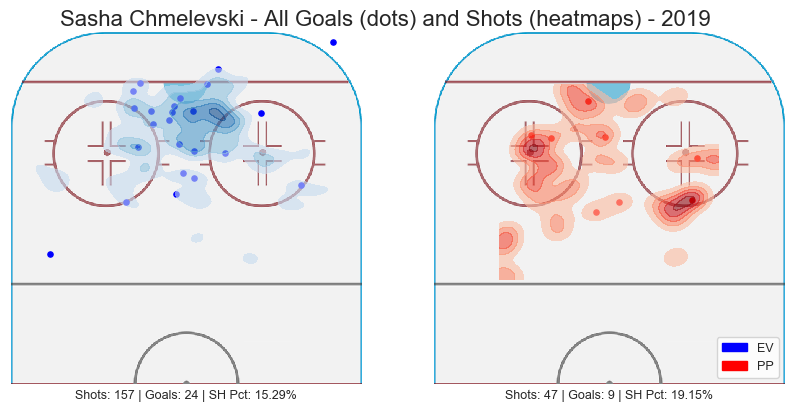 Sasha Chmelevski - All Goals (dots) and Shots (heatmaps) - 2019
EV
PP
Shots: 157 | Goals: 24 | SH Pct: 15.29%
Shots: 47 | Goals: 9 | SH Pct: 19.15%